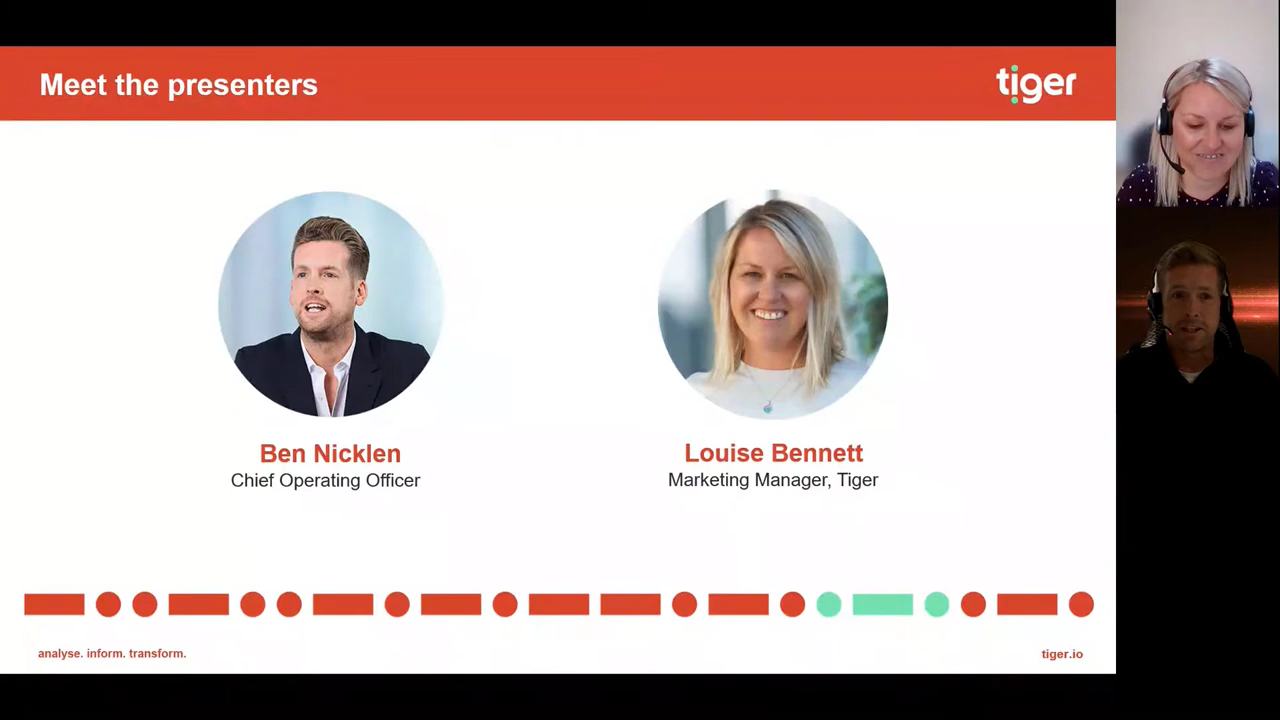 Meet the presenters
tiger
Ben Nicklen
Chief Operating Officer
Louise Bennett
Marketing Manager, Tiger
analyse. inform. transform.
tiger.io